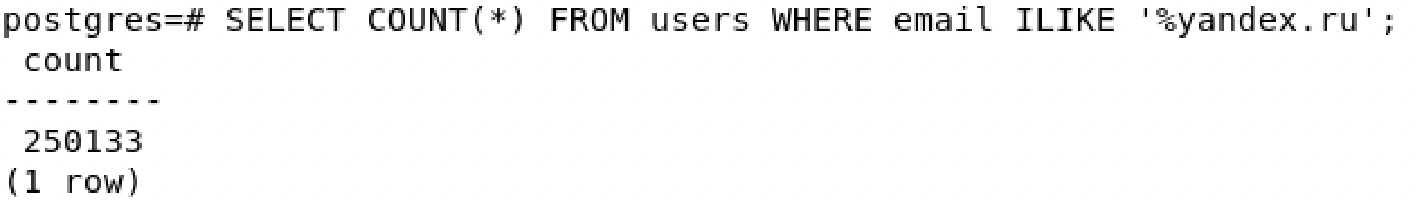 postgres=# SELECT COUNT(*) FROM users WHERE email ILIKE '%yandex.ru';
 count
--------
 250133
(1 row)